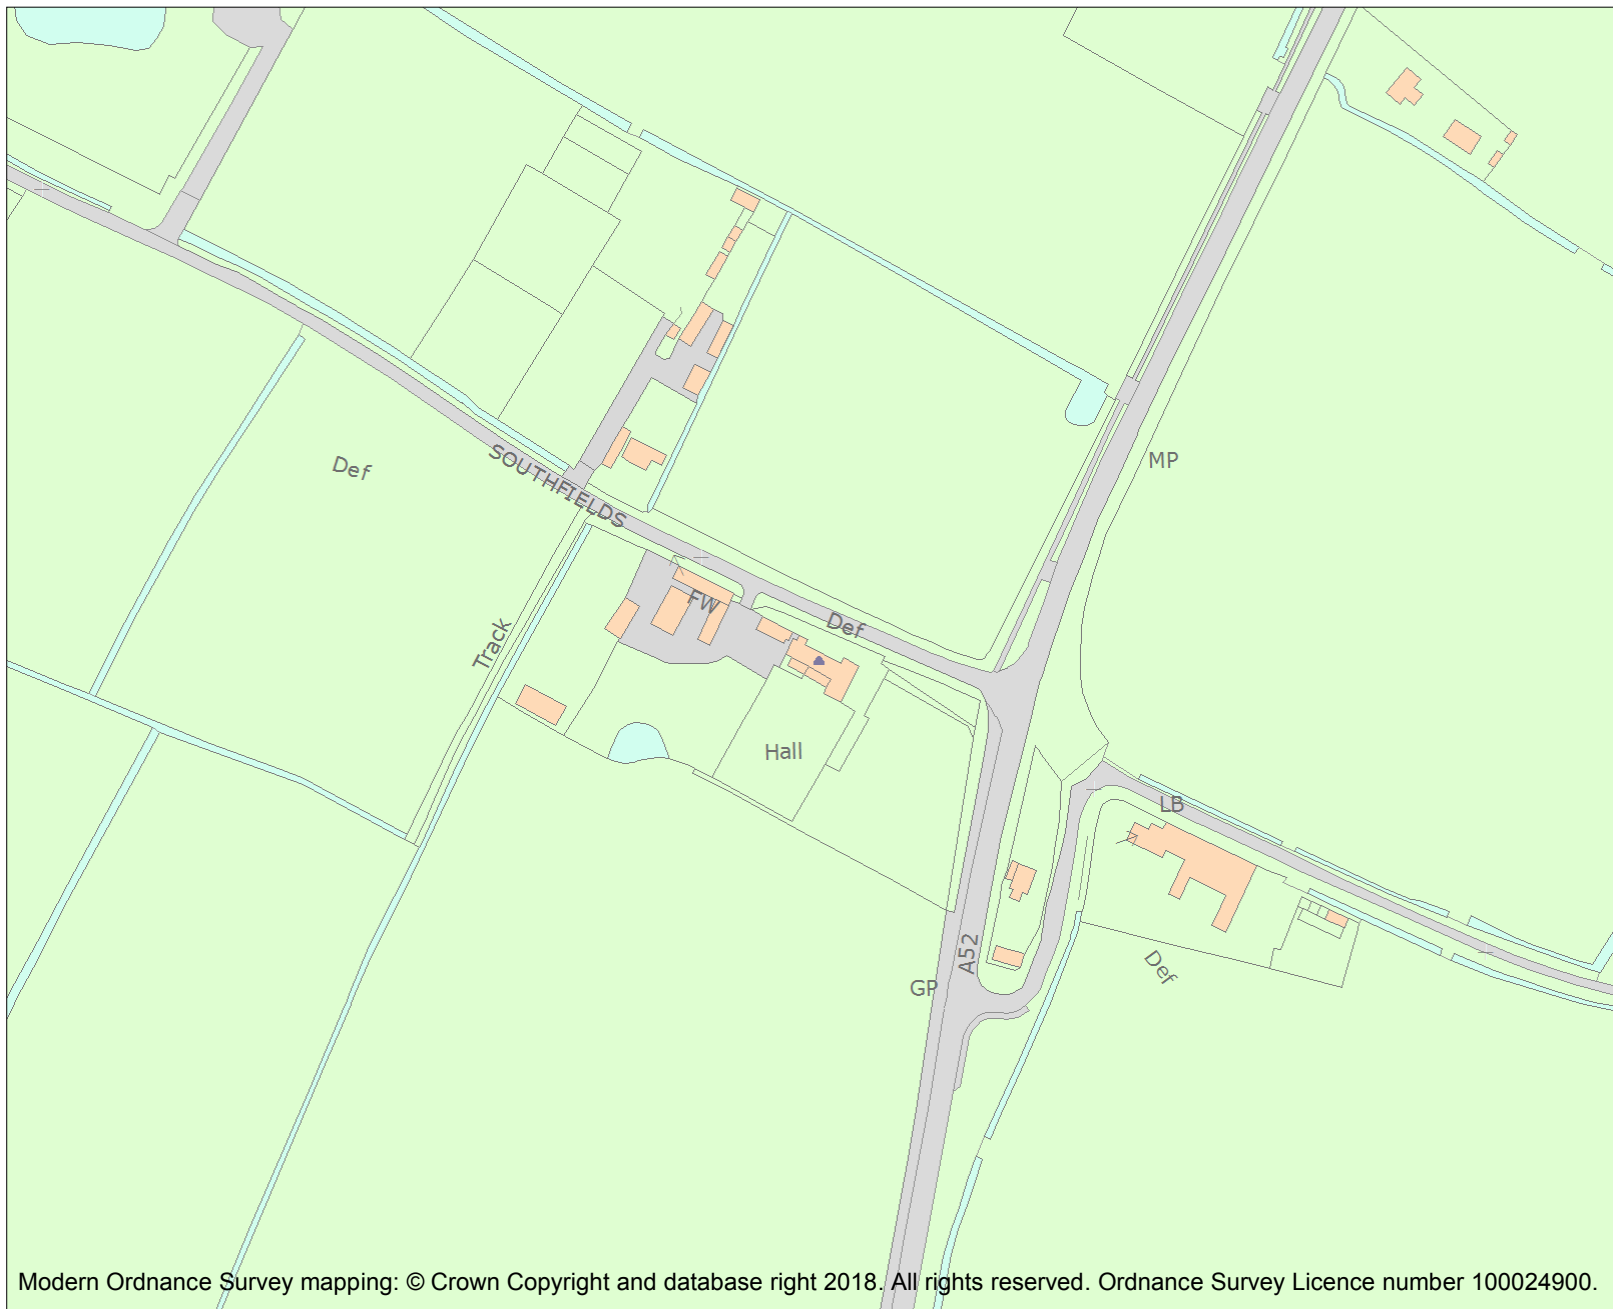 MP
Def
SOUTHFIELDS
FW
Def
Track
Hall
LB
A52
Def
GP
Modern Ordnance Survey mapping: © Crown Copyright and database right 2018. All rights reserved. Ordnance Survey Licence number 100024900.